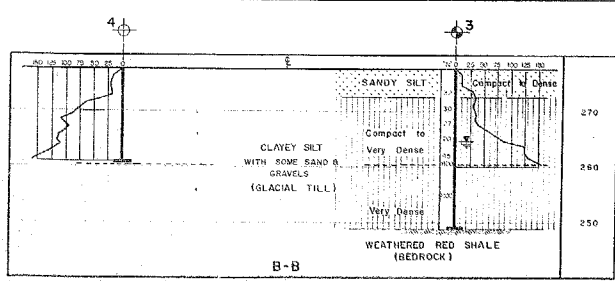 4
3
150 125 100 75 50 25 0
℄
"N" 0 25 50 75 100 125 150
SANDY SILT
Compact to Dense
270
Compact to
Very Dense
CLAYEY SILT
WITH SOME SAND &
GRAVELS
(GLACIAL TILL)
260
Very Dense
250
WEATHERED RED SHALE
(BEDROCK)
B-B